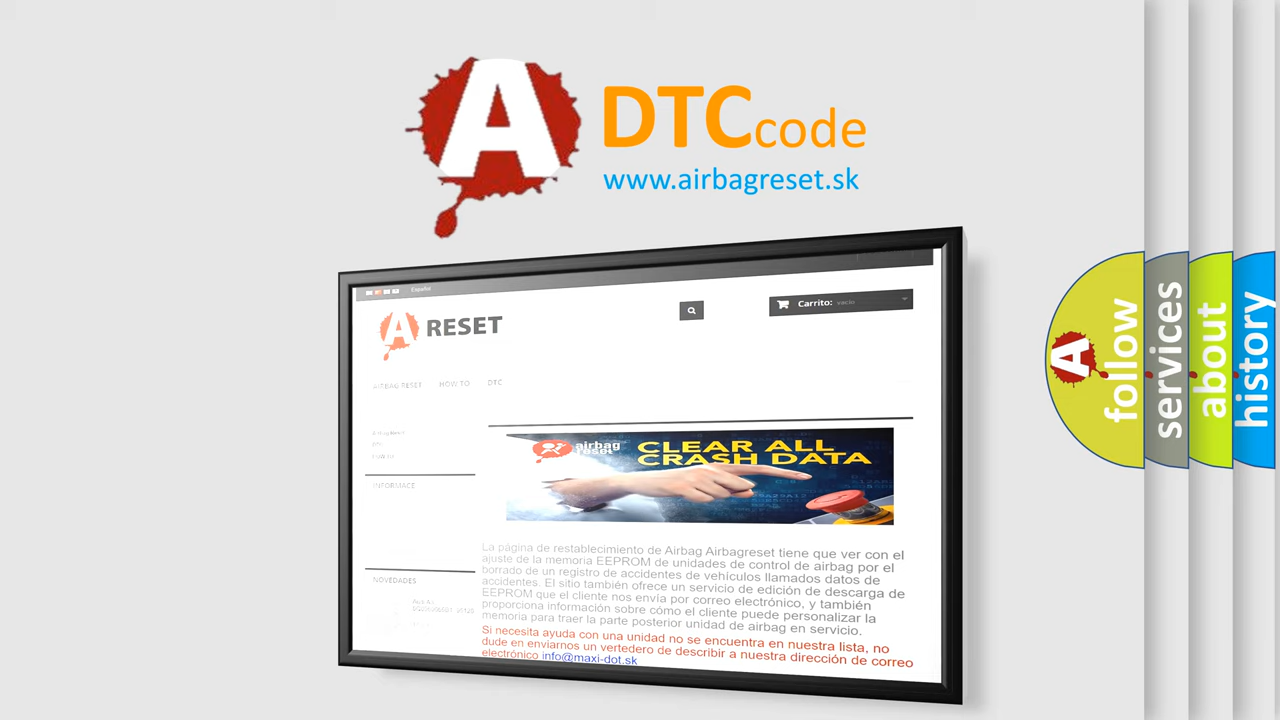 A DTCcode
www.airbagreset.sk
Español
A RESET
Carrito: vacío
AIRBAG RESET HOW TO DTC
INFORMACE
NOVEDADES
airbag reset
CLEAR ALL
CRASH DATA
La página de restablecimiento de Airbag Airbagreset tiene que ver con el
ajuste de la memoria EEPROM de unidades de control de airbag por el
borrado de un registro de accidentes de vehículos llamados datos de
accidentes. El sitio también ofrece un servicio de edición de descarga de
EEPROM que el cliente nos envía por correo electrónico, y también
proporciona información sobre cómo el cliente puede personalizar la
memoria para traer la parte posterior unidad de airbag en servicio.
Si necesita ayuda con una unidad no se encuentra en nuestra lista, no
dude en enviarnos un vertedero de describir a nuestra dirección de correo
electrónico info@maxi-dot.sk
A follow
services
about
history